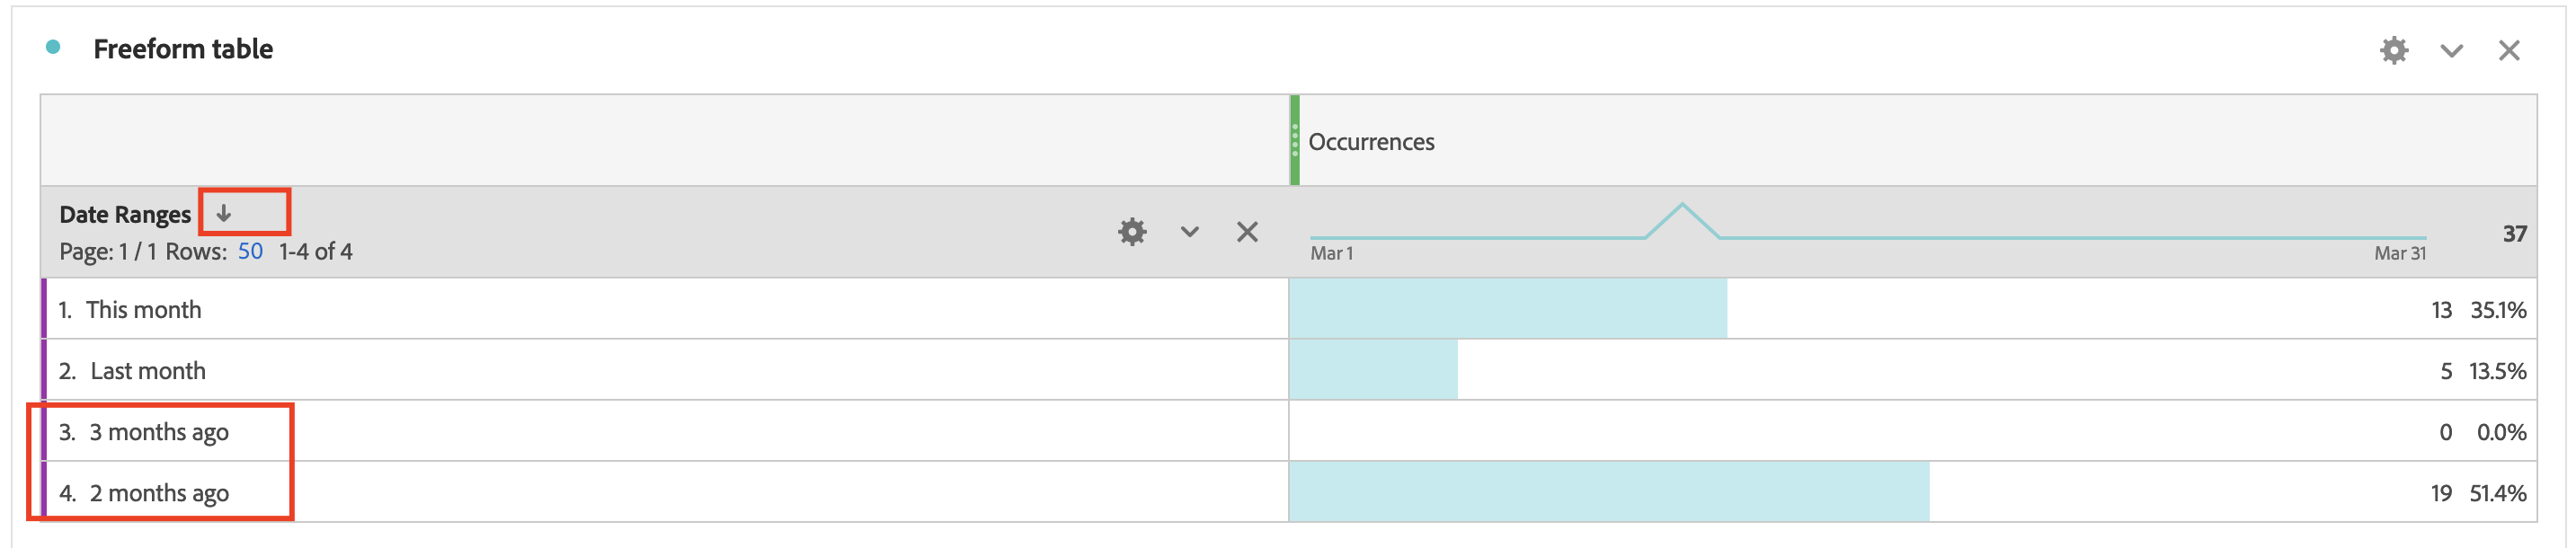 Freeform table
Occurrences
Date Ranges
Page: 1 / 1 Rows: 50 1-4 of 4
Mar 1
Mar 31
37
1. This month 13 35.1%
2. Last month 5 13.5%
3. 3 months ago 0 0.0%
4. 2 months ago 19 51.4%